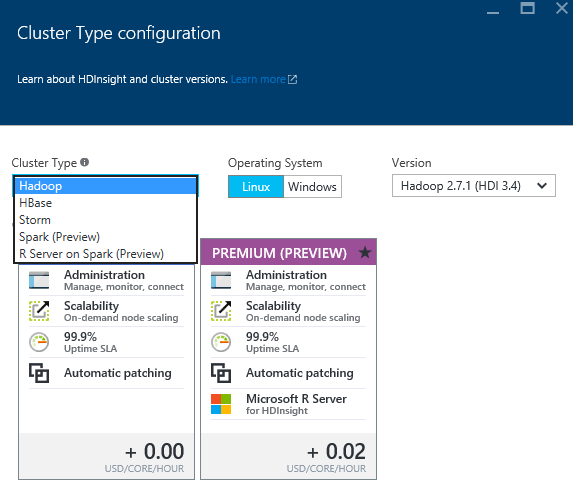 Cluster Type configuration
Learn about HDInsight and cluster versions. Learn more
Cluster Type
Operating System
Version
Linux
Windows
Hadoop 2.7.1 (HDI 3.4)
Hadoop
HBase
Storm
Spark (Preview)
R Server on Spark (Preview)
Administration
Manage, monitor, connect
Scalability
On-demand node scaling
99.9%
Uptime SLA
Automatic patching
+ 0.00
USD/CORE/HOUR
PREMIUM (PREVIEW)
Administration
Manage, monitor, connect
Scalability
On-demand node scaling
99.9%
Uptime SLA
Automatic patching
Microsoft R Server
for HDInsight
+ 0.02
USD/CORE/HOUR